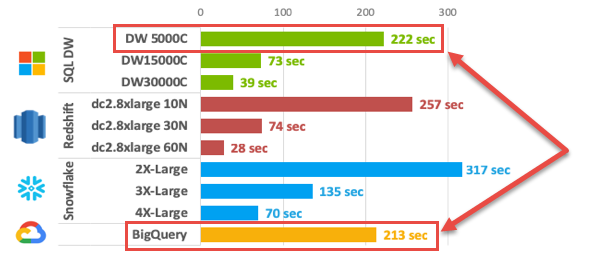 0 100 200 300
SQL DW
DW 5000C 222 sec
DW15000C 73 sec
DW30000C 39 sec
Redshift
dc2.8xlarge 10N 257 sec
dc2.8xlarge 30N 74 sec
dc2.8xlarge 60N 28 sec
Snowflake
2X-Large 317 sec
3X-Large 135 sec
4X-Large 70 sec
BigQuery 213 sec